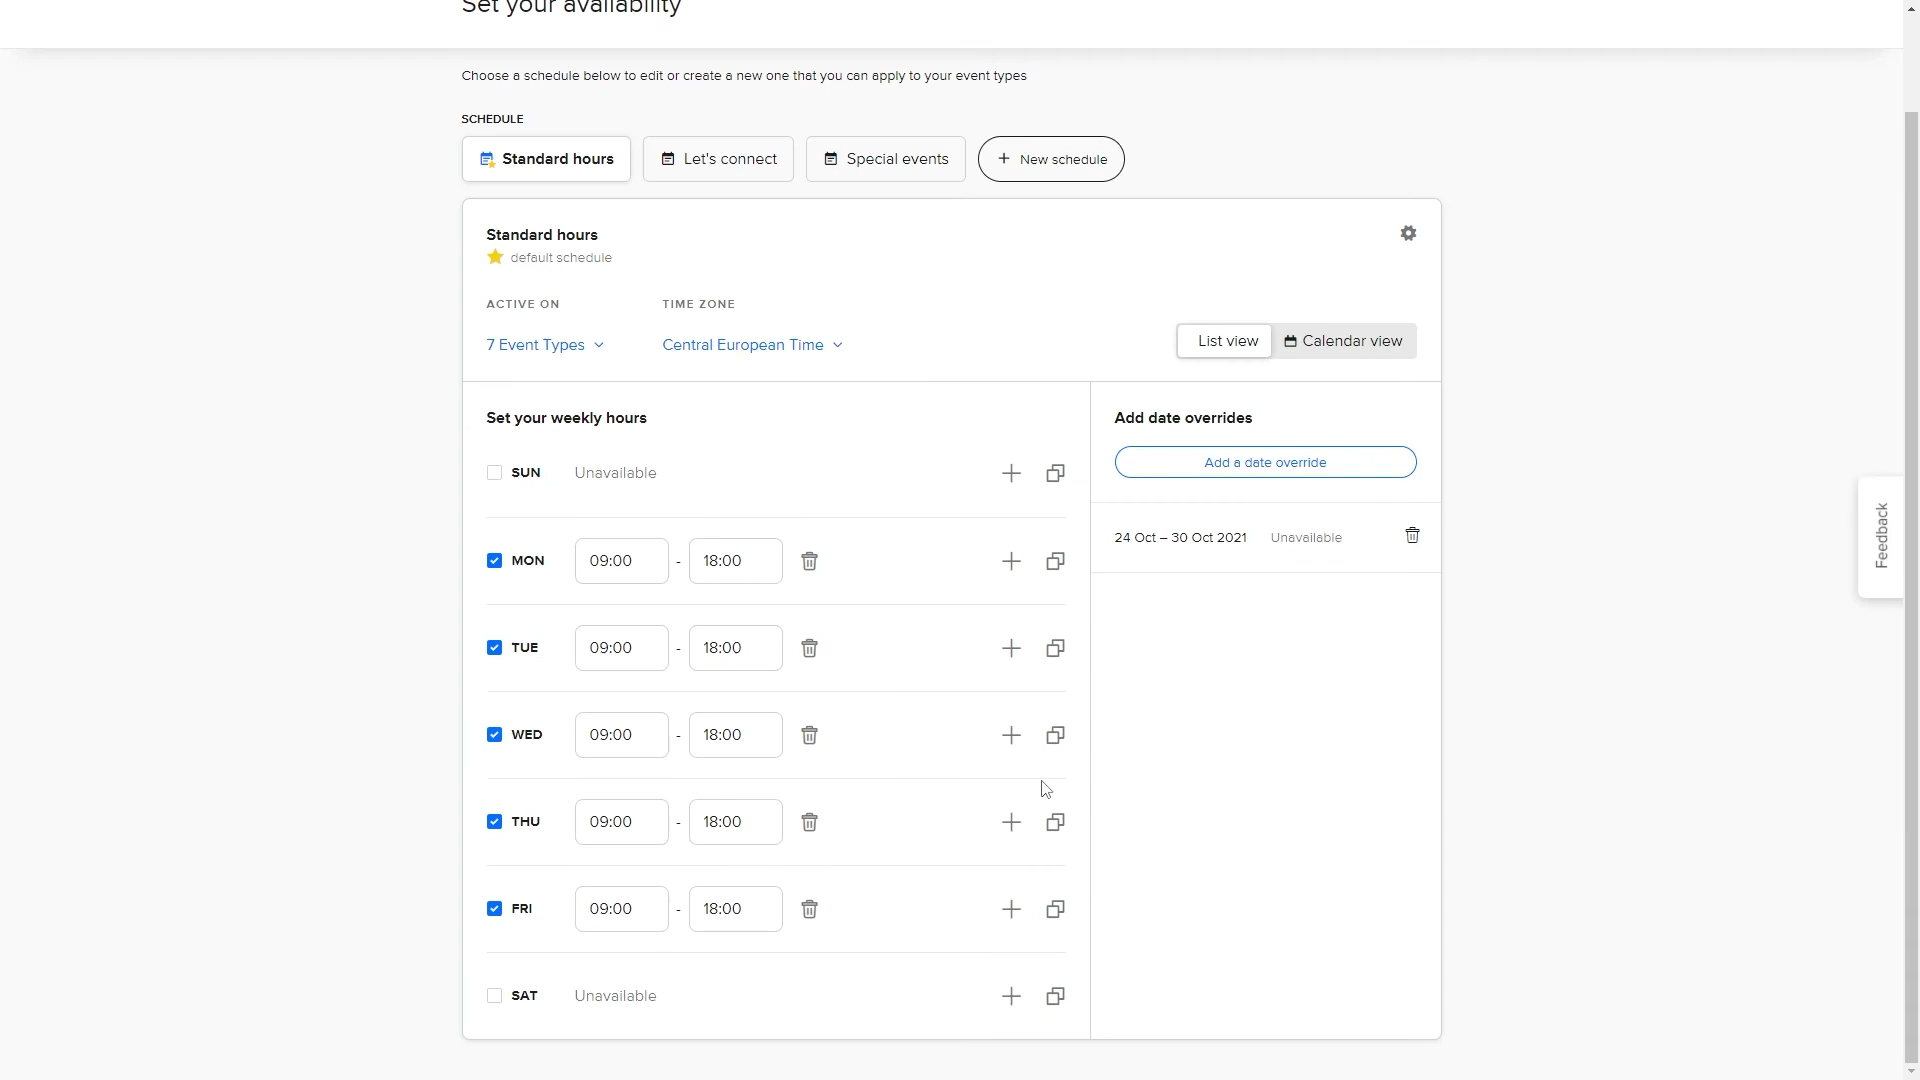 Set your availability
Choose a schedule below to edit or create a new one that you can apply to your event types
SCHEDULE
Standard hours
Let's connect
Special events
+ New schedule
Standard hours
default schedule
ACTIVE ON
TIME ZONE
7 Event Types
Central European Time
List view
Calendar view
Set your weekly hours
Add date overrides
SUN Unavailable
Add a date override
24 Oct – 30 Oct 2021 Unavailable
MON 09:00 - 18:00
TUE 09:00 - 18:00
WED 09:00 - 18:00
THU 09:00 - 18:00
FRI 09:00 - 18:00
SAT Unavailable
Feedback